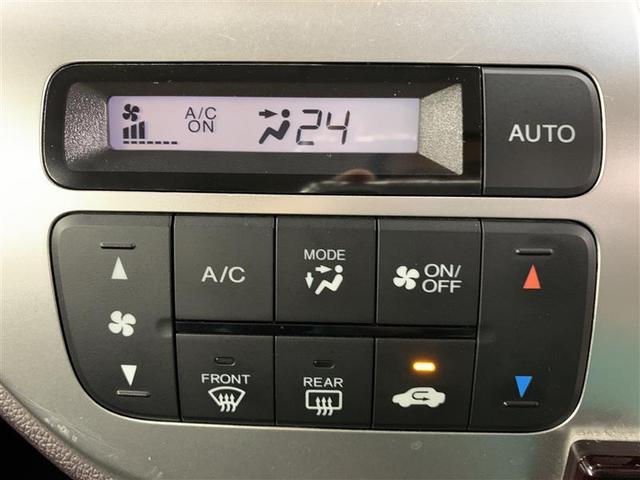 A/C
ON
24
AUTO
A/C
MODE
ON/
OFF
FRONT
REAR